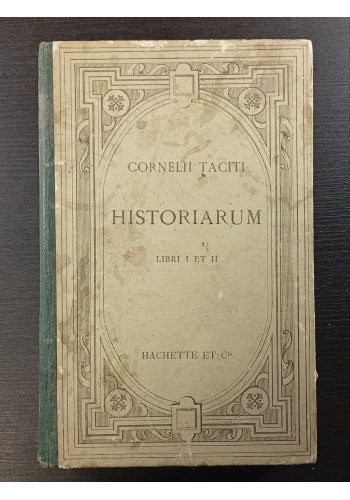 CORNELII TACITI
HISTORIARUM
LIBRI I ET II
HACHETTE ET Cie